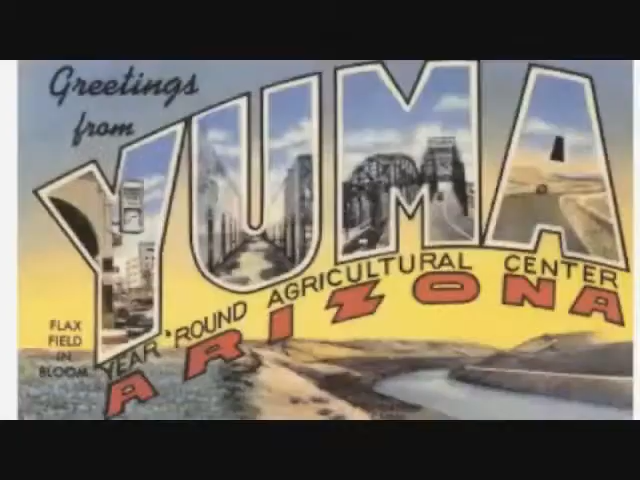 Greetings
from
YUMA
YEAR 'ROUND AGRICULTURAL CENTER
ARIZONA
FLAX
FIELD
IN
BLOOM